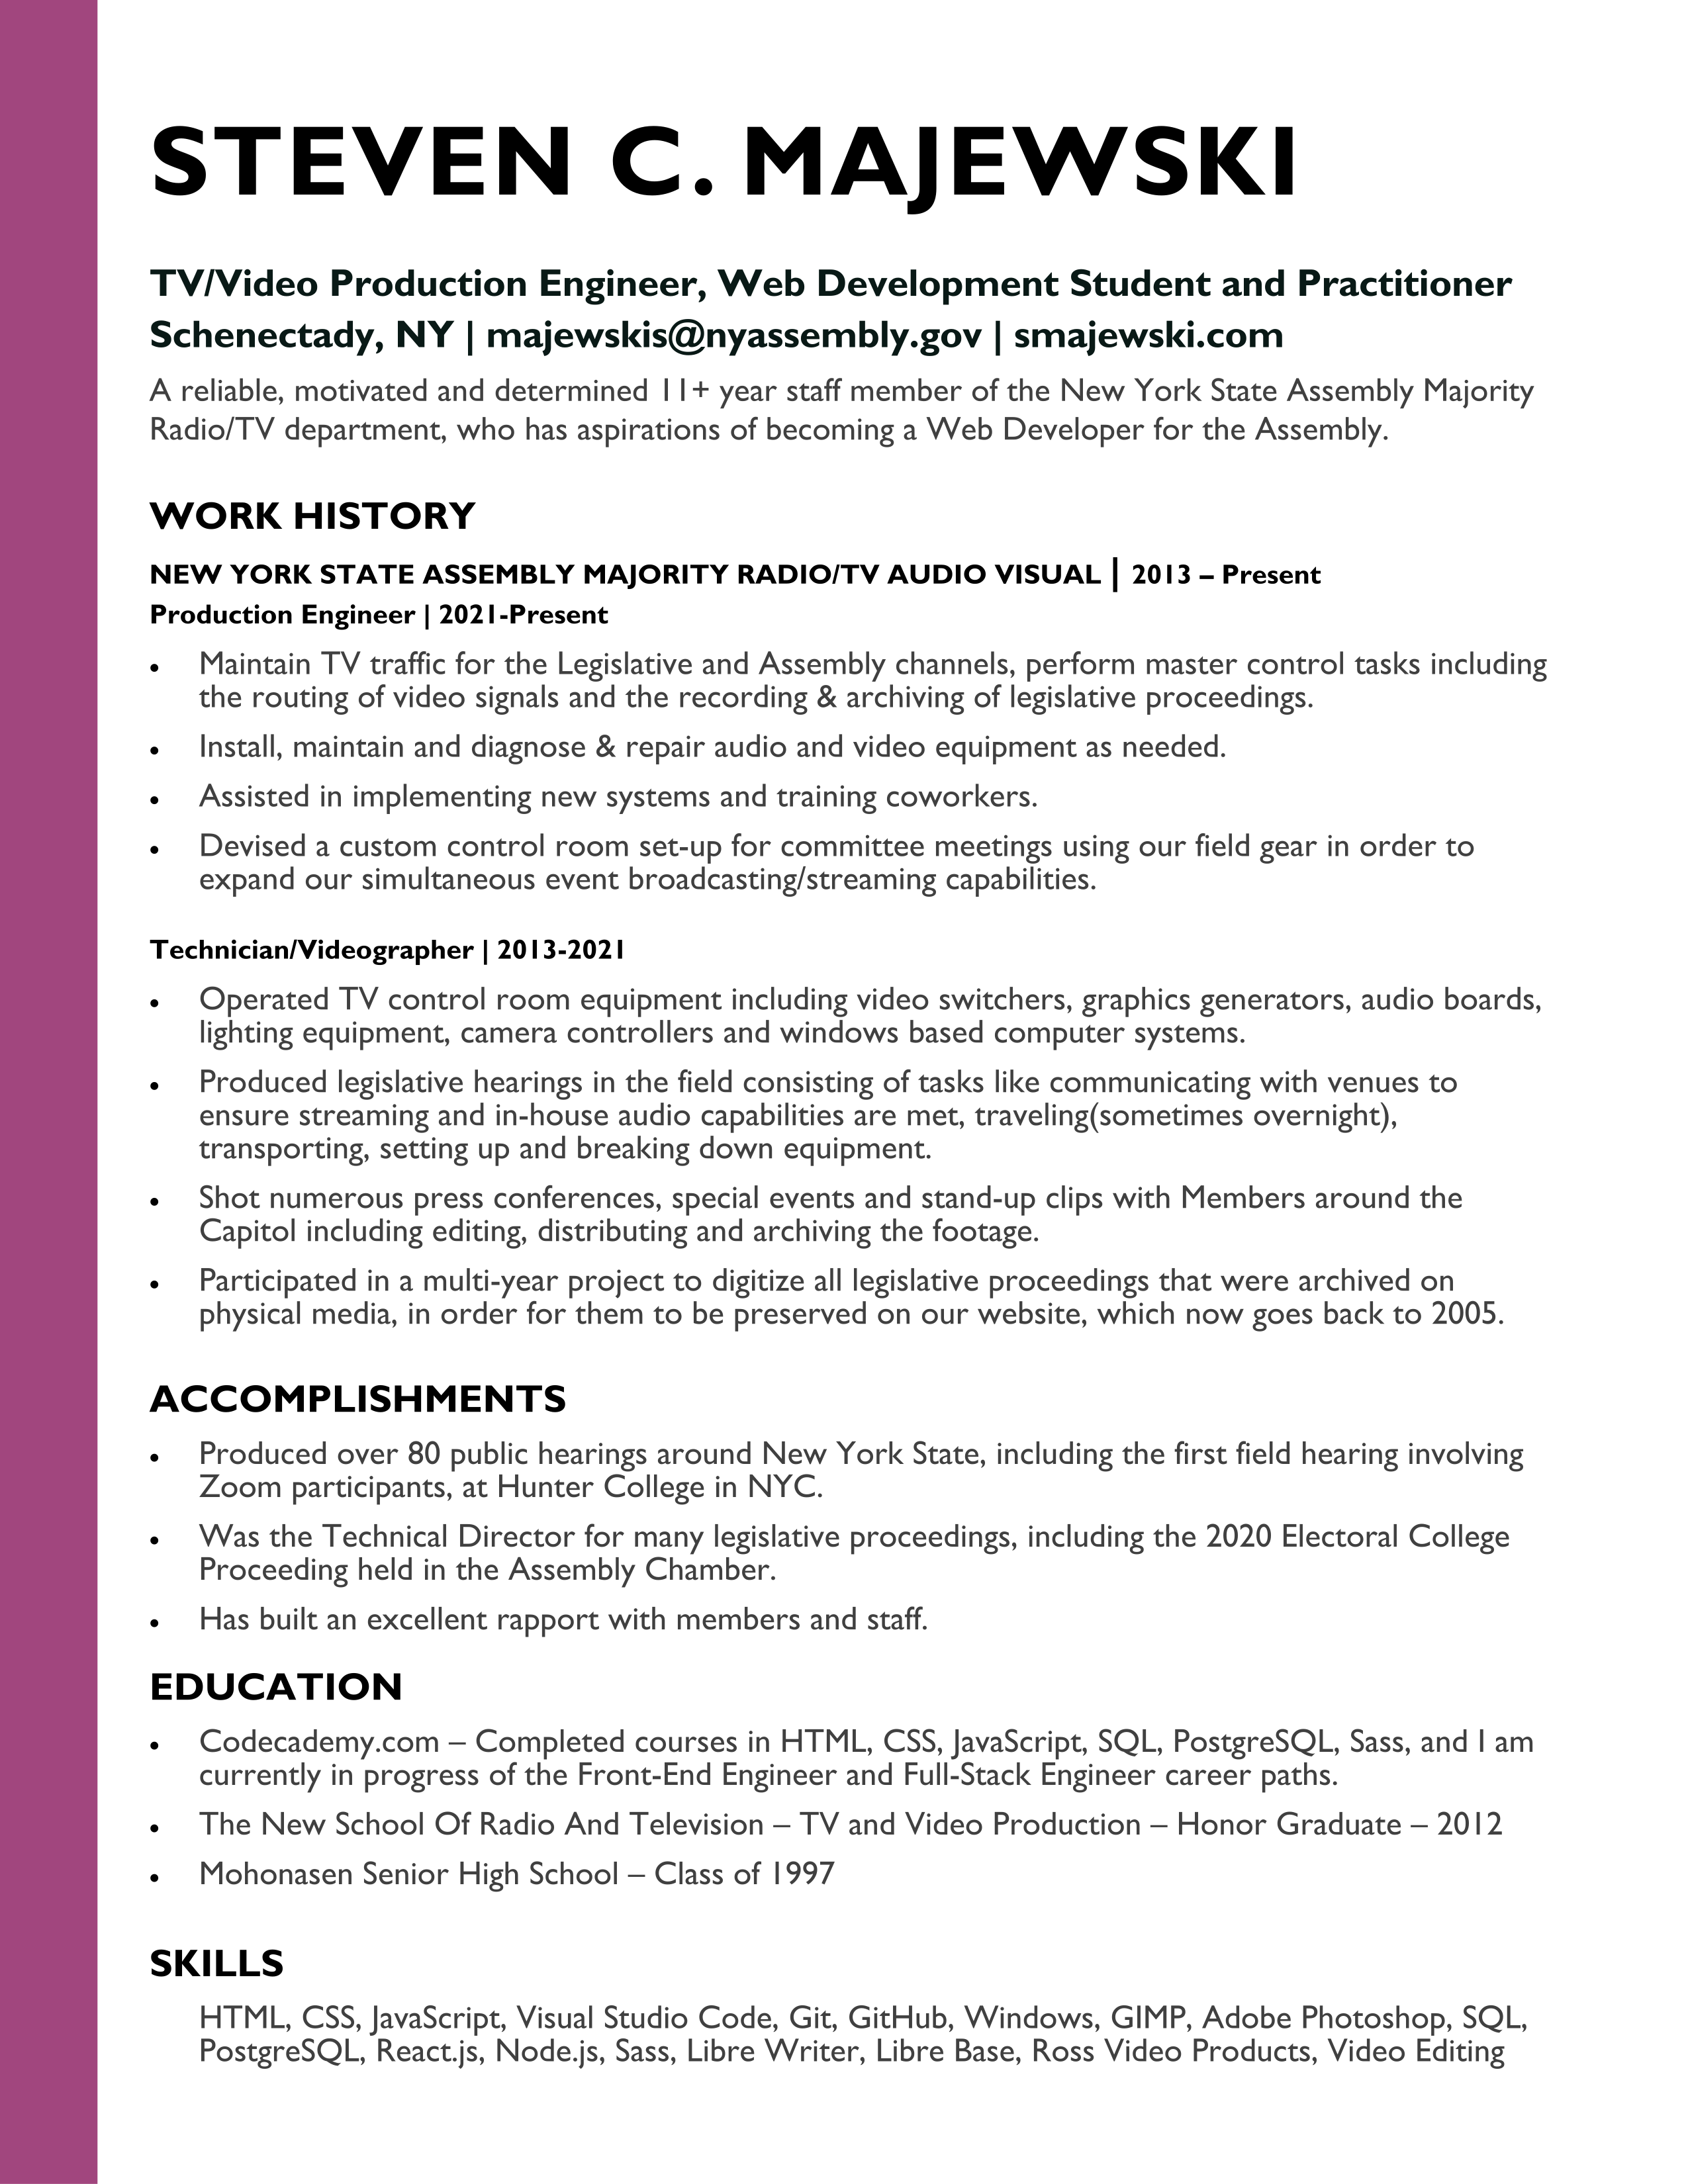 STEVEN C. MAJEWSKI
TV/Video Production Engineer, Web Development Student and Practitioner
Schenectady, NY | majewskis@nyassembly.gov | smajewski.com
A reliable, motivated and determined 11+ year staff member of the New York State Assembly Majority
Radio/TV department, who has aspirations of becoming a Web Developer for the Assembly.
WORK HISTORY
NEW YORK STATE ASSEMBLY MAJORITY RADIO/TV AUDIO VISUAL | 2013 – Present
Production Engineer | 2021-Present
• Maintain TV traffic for the Legislative and Assembly channels, perform master control tasks including
the routing of video signals and the recording & archiving of legislative proceedings.
• Install, maintain and diagnose & repair audio and video equipment as needed.
• Assisted in implementing new systems and training coworkers.
• Devised a custom control room set-up for committee meetings using our field gear in order to
expand our simultaneous event broadcasting/streaming capabilities.
Technician/Videographer | 2013-2021
• Operated TV control room equipment including video switchers, graphics generators, audio boards,
lighting equipment, camera controllers and windows based computer systems.
• Produced legislative hearings in the field consisting of tasks like communicating with venues to
ensure streaming and in-house audio capabilities are met, traveling(sometimes overnight),
transporting, setting up and breaking down equipment.
• Shot numerous press conferences, special events and stand-up clips with Members around the
Capitol including editing, distributing and archiving the footage.
• Participated in a multi-year project to digitize all legislative proceedings that were archived on
physical media, in order for them to be preserved on our website, which now goes back to 2005.
ACCOMPLISHMENTS
• Produced over 80 public hearings around New York State, including the first field hearing involving
Zoom participants, at Hunter College in NYC.
• Was the Technical Director for many legislative proceedings, including the 2020 Electoral College
Proceeding held in the Assembly Chamber.
• Has built an excellent rapport with members and staff.
EDUCATION
• Codecademy.com – Completed courses in HTML, CSS, JavaScript, SQL, PostgreSQL, Sass, and I am
currently in progress of the Front-End Engineer and Full-Stack Engineer career paths.
• The New School Of Radio And Television – TV and Video Production – Honor Graduate – 2012
• Mohonasen Senior High School – Class of 1997
SKILLS
HTML, CSS, JavaScript, Visual Studio Code, Git, GitHub, Windows, GIMP, Adobe Photoshop, SQL,
PostgreSQL, React.js, Node.js, Sass, Libre Writer, Libre Base, Ross Video Products, Video Editing